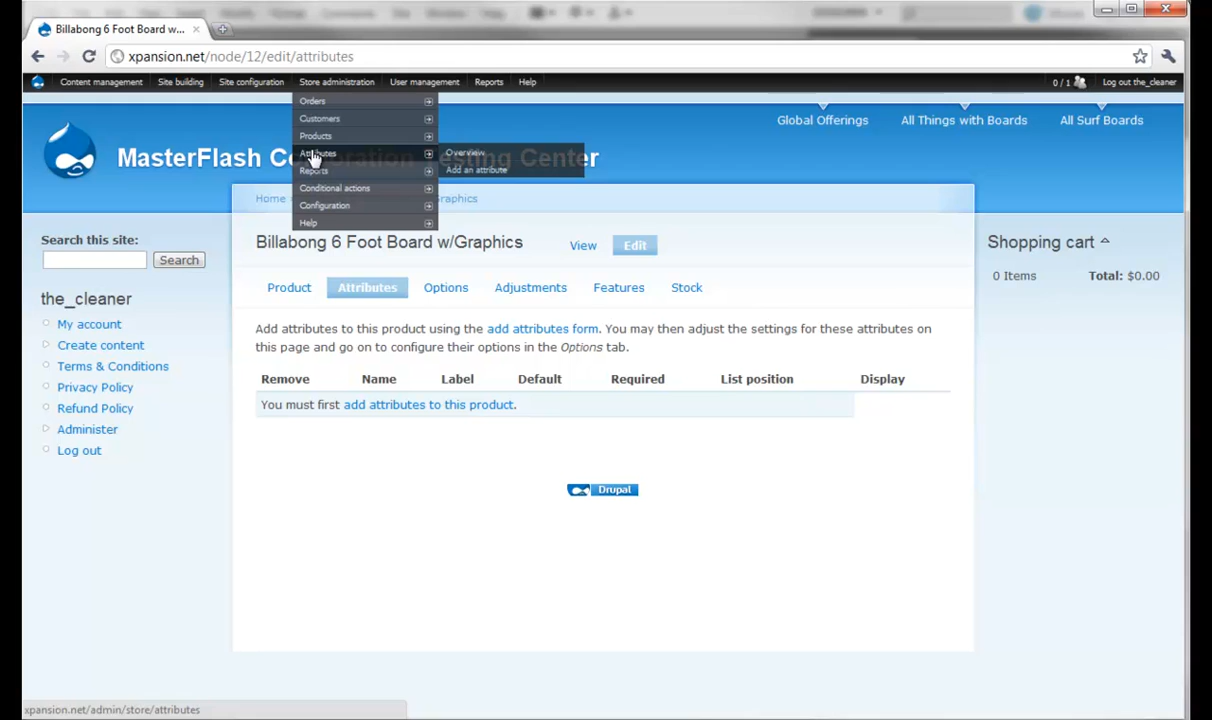 Billabong 6 Foot Board w...
xpansion.net/node/12/edit/attributes
Content management Site building Site configuration Store administration User management Reports Help 0 / 1 Log out the_cleaner
Orders
Customers
Products
Attributes
Overview
Add an attribute
Reports
Conditional actions
Configuration
Help
Global Offerings All Things with Boards All Surf Boards
MasterFlash Testing Center
Home
Search this site:
Search
the_cleaner
My account
Create content
Terms & Conditions
Privacy Policy
Refund Policy
Administer
Log out
Billabong 6 Foot Board w/Graphics View Edit
Product Attributes Options Adjustments Features Stock
Add attributes to this product using the add attributes form. You may then adjust the settings for these attributes on
this page and go on to configure their options in the Options tab.
Remove Name Label Default Required List position Display
You must first add attributes to this product.
Drupal
Shopping cart
0 Items Total: $0.00
xpansion.net/admin/store/attributes